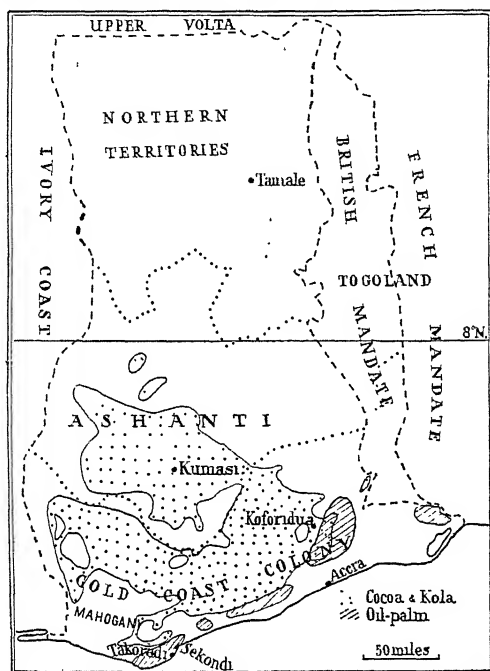 UPPER VOLTA
NORTHERN
TERRITORIES
Tamale
IVORY COAST
BRITISH
MANDATE
FRENCH
MANDATE
TOGOLAND
8°N.
ASHANTI
Kumasi
Koforidua
GOLD COAST COLONY
Accra
MAHOGANY
Takoradi
Sekondi
Cocoa & Kola
Oil-palm
50 miles